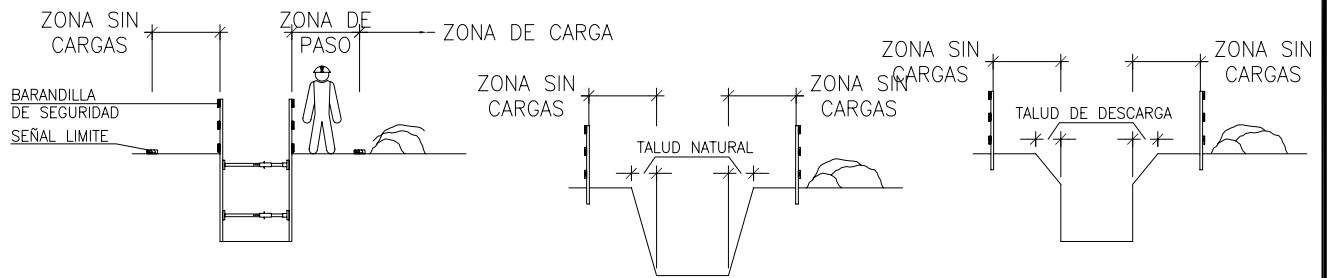 ZONA SIN
CARGAS
ZONA DE
PASO
ZONA DE CARGA
BARANDILLA
DE SEGURIDAD
SEÑAL LIMITE
ZONA SIN
CARGAS
ZONA SIN
CARGAS
TALUD NATURAL
ZONA SIN
CARGAS
ZONA SIN
CARGAS
TALUD DE DESCARGA